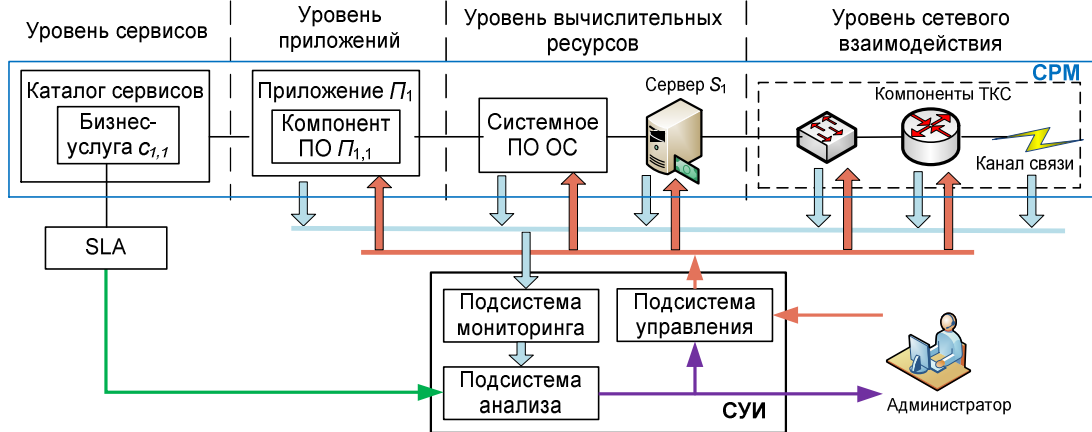 Уровень сервисов
Уровень
приложений
Уровень вычислительных
ресурсов
Уровень сетевого
взаимодействия
СРМ
Каталог сервисов
Бизнес-
услуга c1,1
Приложение П1
Компонент
ПО П1,1
Системное
ПО ОС
Сервер S1
Компоненты ТКС
Канал связи
SLA
Подсистема
мониторинга
Подсистема
управления
Подсистема
анализа
СУИ
Администратор